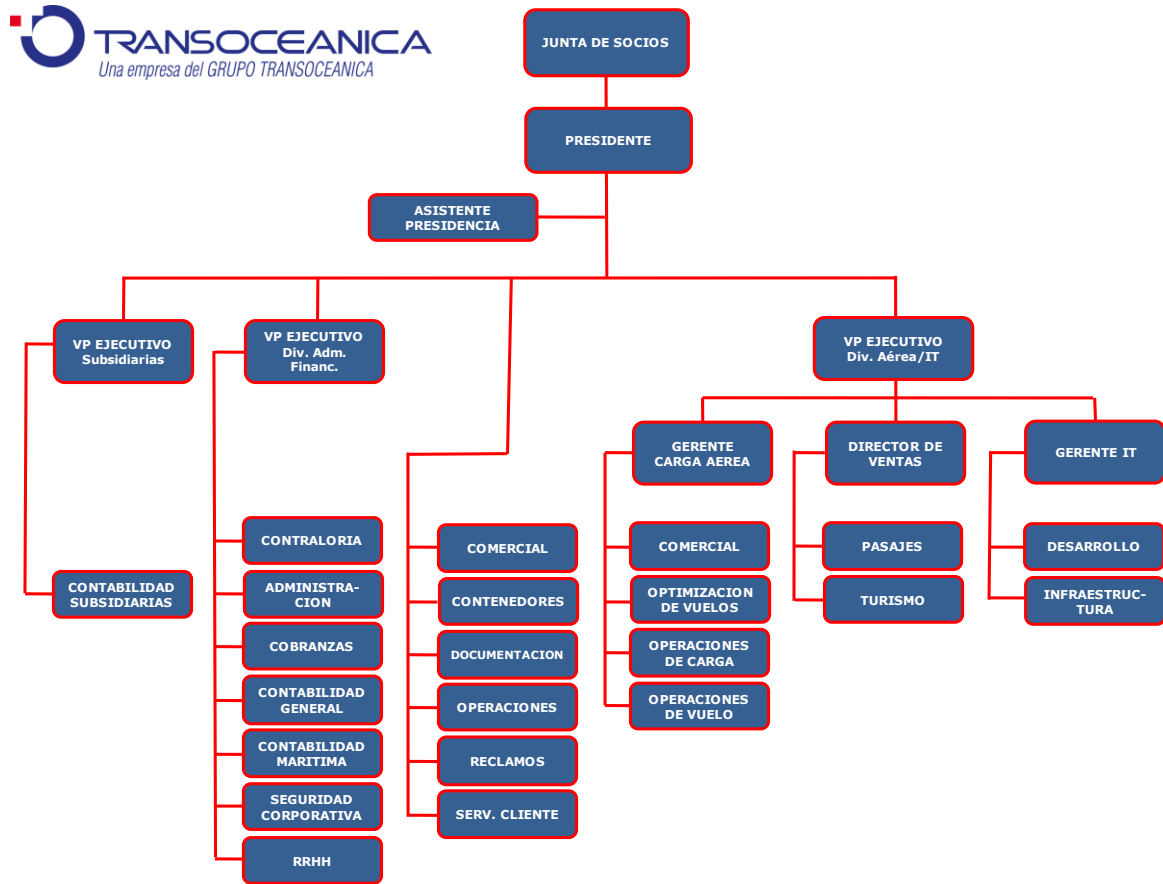 TRANSOCEANICA
Una empresa del GRUPO TRANSOCEANICA
JUNTA DE SOCIOS
PRESIDENTE
ASISTENTE
PRESIDENCIA
VP EJECUTIVO
Subsidiarias
VP EJECUTIVO
Div. Adm.
Financ.
VP EJECUTIVO
Div. Aérea/IT
GERENTE
CARGA AEREA
DIRECTOR DE
VENTAS
GERENTE IT
CONTABILIDAD
SUBSIDIARIAS
CONTRALORIA
ADMINISTRA-
CION
COBRANZAS
CONTABILIDAD
GENERAL
CONTABILIDAD
MARITIMA
SEGURIDAD
CORPORATIVA
RRHH
COMERCIAL
CONTENEDORES
DOCUMENTACION
OPERACIONES
RECLAMOS
SERV. CLIENTE
COMERCIAL
OPTIMIZACION
DE VUELOS
OPERACIONES
DE CARGA
OPERACIONES
DE VUELO
PASAJES
TURISMO
DESARROLLO
INFRAESTRUC-
TURA